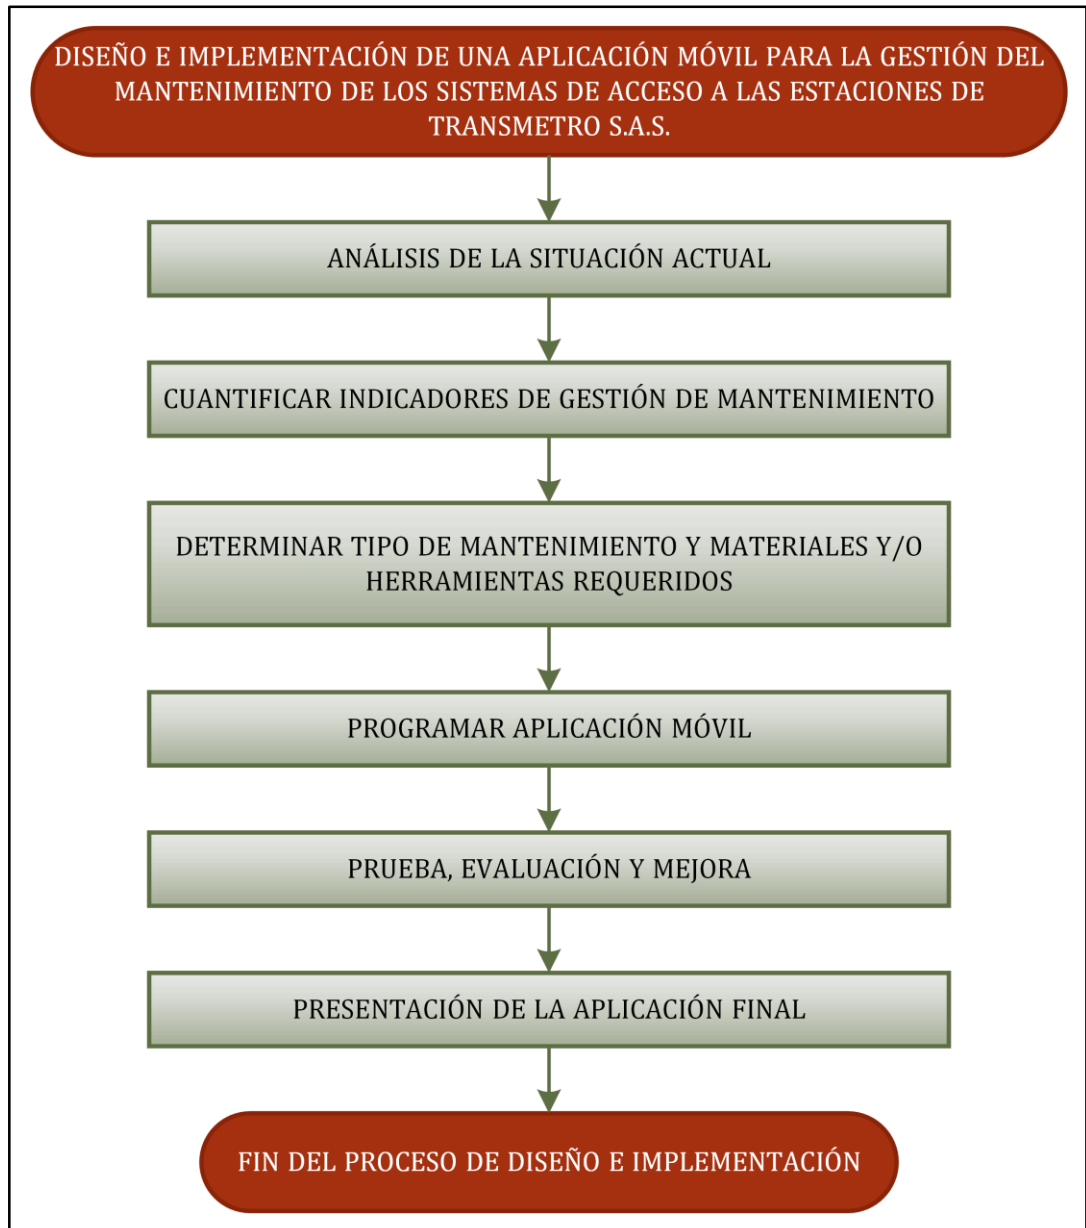 DISEÑO E IMPLEMENTACIÓN DE UNA APLICACIÓN MÓVIL PARA LA GESTIÓN DEL
MANTENIMIENTO DE LOS SISTEMAS DE ACCESO A LAS ESTACIONES DE
TRANSMETRO S.A.S.
ANÁLISIS DE LA SITUACIÓN ACTUAL
CUANTIFICAR INDICADORES DE GESTIÓN DE MANTENIMIENTO
DETERMINAR TIPO DE MANTENIMIENTO Y MATERIALES Y/O
HERRAMIENTAS REQUERIDOS
PROGRAMAR APLICACIÓN MÓVIL
PRUEBA, EVALUACIÓN Y MEJORA
PRESENTACIÓN DE LA APLICACIÓN FINAL
FIN DEL PROCESO DE DISEÑO E IMPLEMENTACIÓN